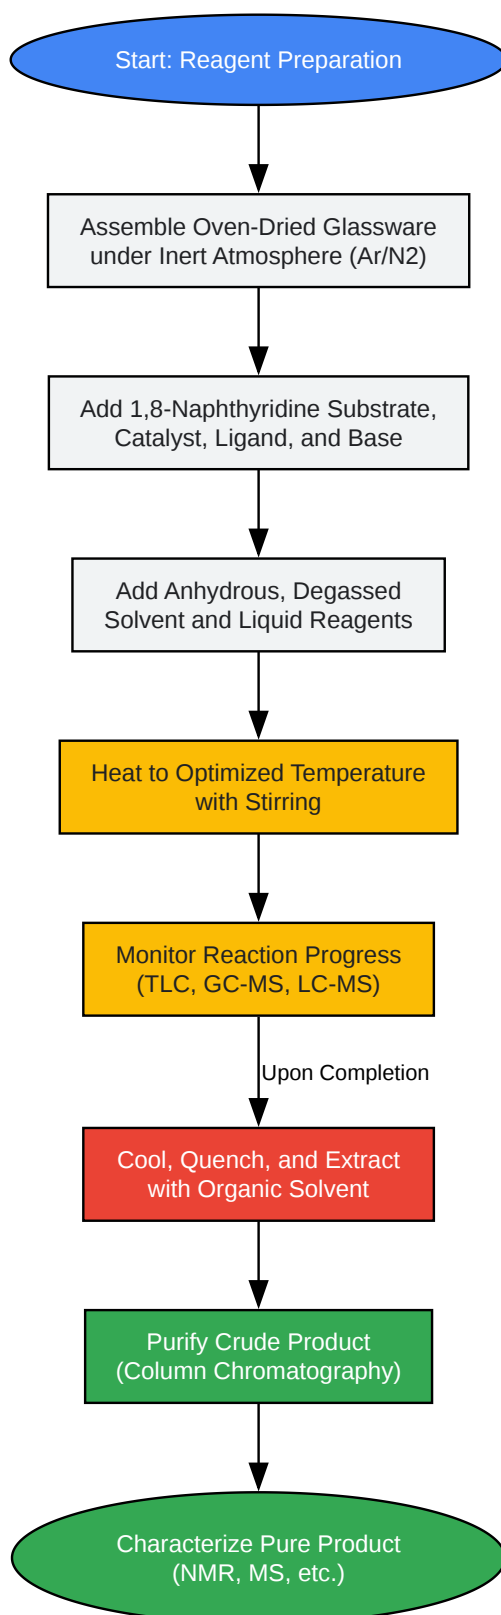 Start: Reagent Preparation
Assemble Oven-Dried Glassware
under Inert Atmosphere (Ar/N2)
Add 1,8-Naphthyridine Substrate,
Catalyst, Ligand, and Base
Add Anhydrous, Degassed
Solvent and Liquid Reagents
Heat to Optimized Temperature
with Stirring
Monitor Reaction Progress
(TLC, GC-MS, LC-MS)
Upon Completion
Cool, Quench, and Extract
with Organic Solvent
Purify Crude Product
(Column Chromatography)
Characterize Pure Product
(NMR, MS, etc.)